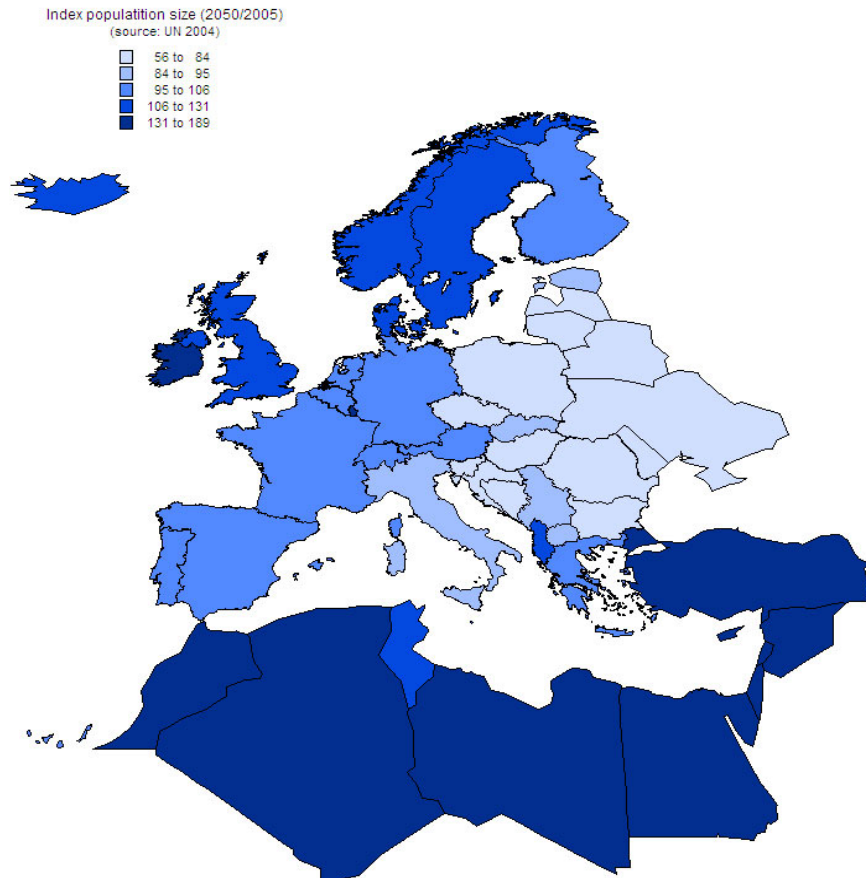 Index populatition size (2050/2005)
(source: UN 2004)
56 to 84
84 to 95
95 to 106
106 to 131
131 to 189